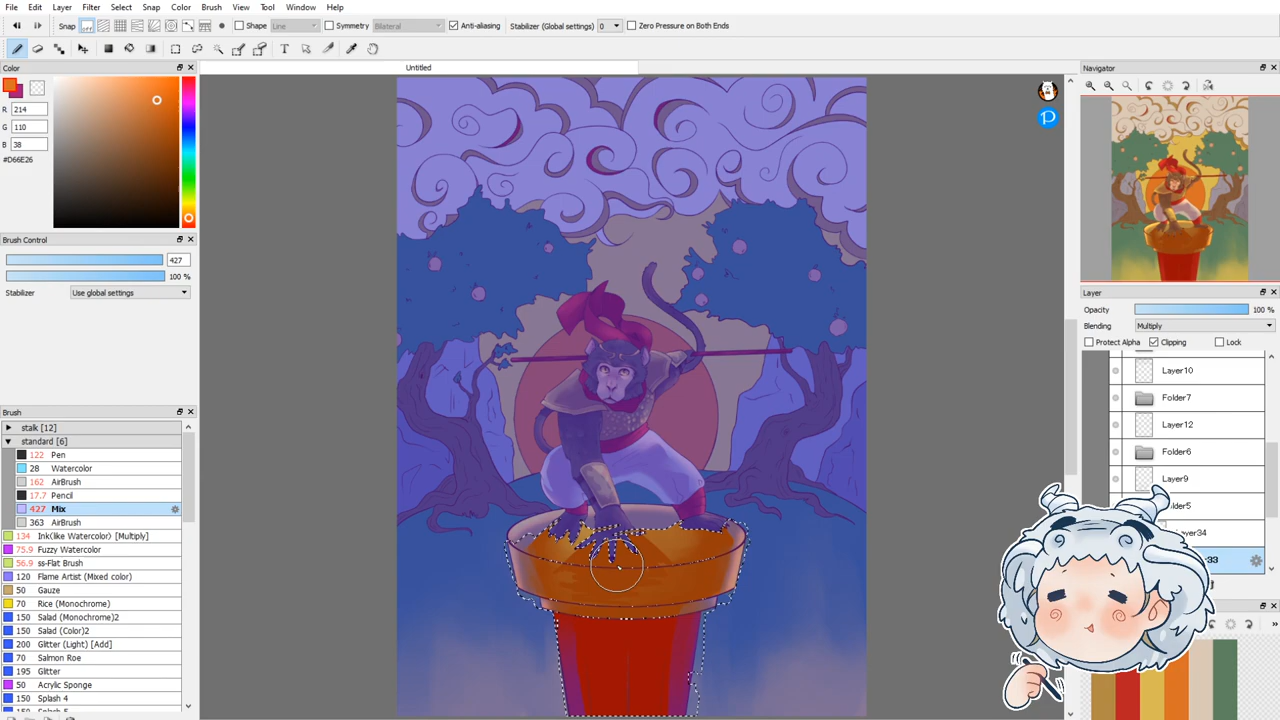 File Edit Layer Filter Select Snap Color Brush View Tool Window Help
Snap off Shape Line Symmetry Bilateral Anti-aliasing Stabilizer (Global settings) 0 Zero Pressure on Both Ends
Color
R 214
G 110
B 38
#D66E26
Brush Control
427
100 %
Stabilizer Use global settings
Brush
stalk [12]
standard [6]
122 Pen
28 Watercolor
162 AirBrush
17.7 Pencil
427 Mix
363 AirBrush
134 Ink(like Watercolor) [Multiply]
75.9 Fuzzy Watercolor
56.9 ss-Flat Brush
120 Flame Artist (Mixed color)
50 Gauze
70 Rice (Monochrome)
150 Salad (Monochrome)2
150 Salad (Color)2
200 Glitter (Light) [Add]
70 Salmon Roe
195 Glitter
50 Acrylic Sponge
150 Splash 4
Untitled
P
Navigator
Layer
Opacity 100 %
Blending Multiply
Protect Alpha Clipping Lock
Layer10
Folder7
Layer12
Folder6
Layer9
older5
ayer34
33